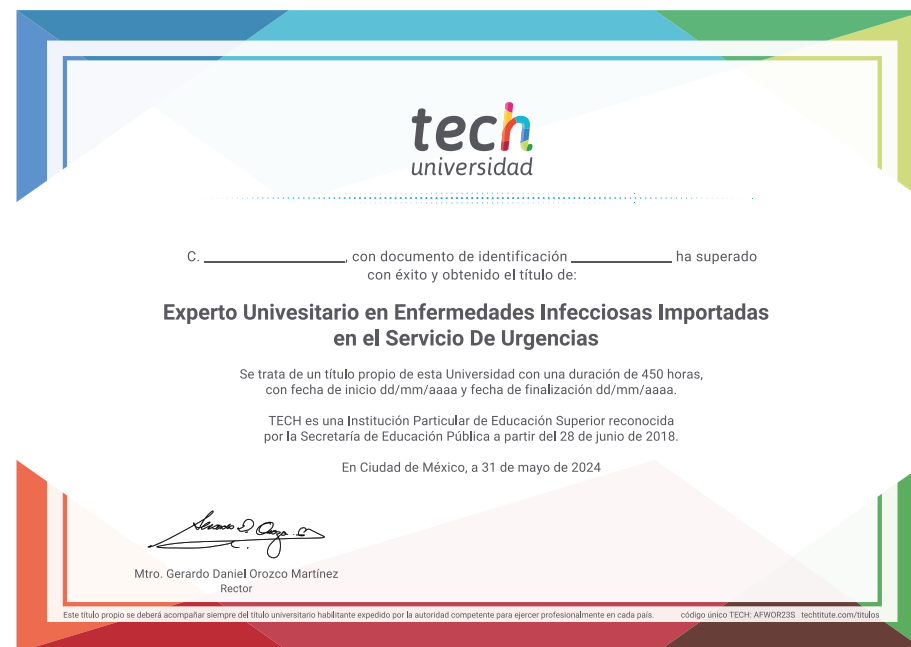 tech
universidad
C. ____________, con documento de identificación ____________ ha superado
con éxito y obtenido el título de:
Experto Univesitario en Enfermedades Infecciosas Importadas
en el Servicio De Urgencias
Se trata de un título propio de esta Universidad con una duración de 450 horas,
con fecha de inicio dd/mm/aaaa y fecha de finalización dd/mm/aaaa.
TECH es una Institución Particular de Educación Superior reconocida
por la Secretaría de Educación Pública a partir del 28 de junio de 2018.
En Ciudad de México, a 31 de mayo de 2024
Mtro. Gerardo Daniel Orozco Martínez
Rector
Este título propio se deberá acompañar siempre del título universitario habilitante expedido por la autoridad competente para ejercer profesionalmente en cada país. código único TECH: AFWOR23S techtitute.com/titulos